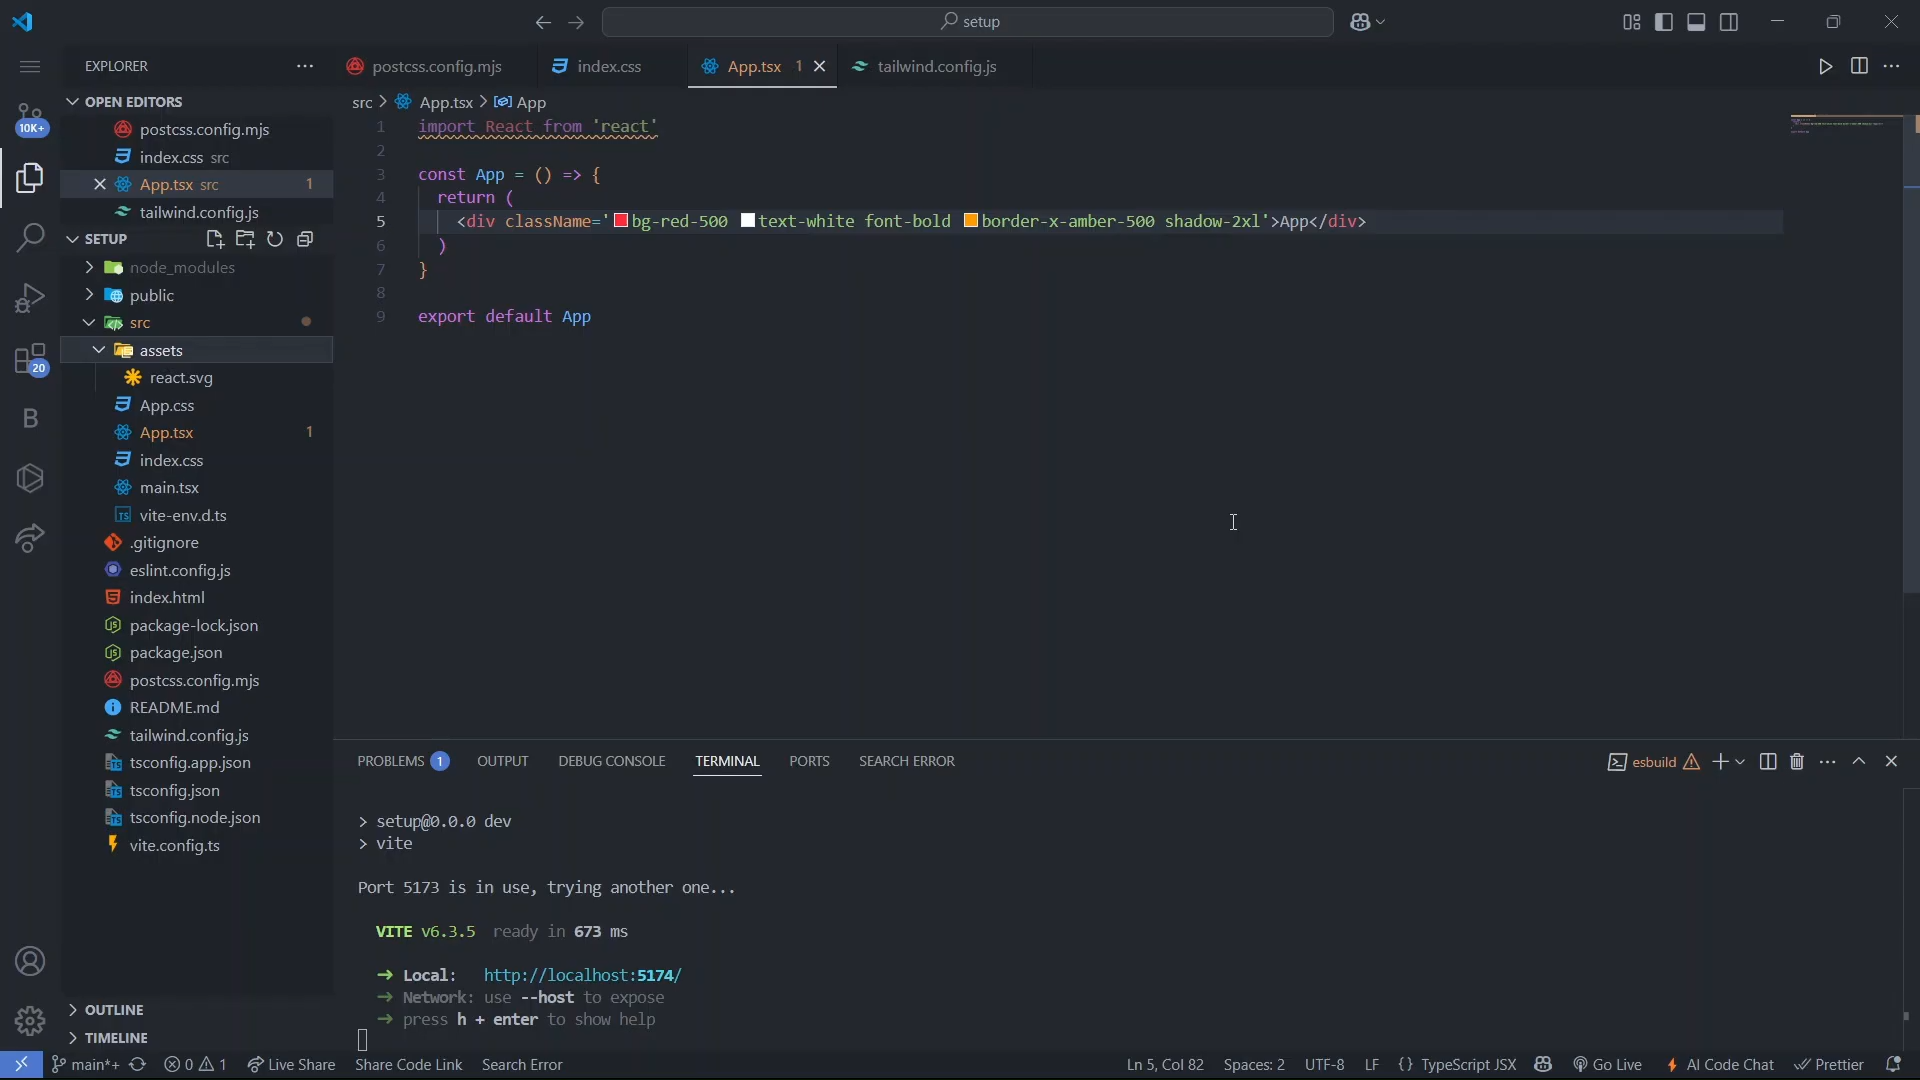 setup
EXPLORER
postcss.config.mjs
index.css
App.tsx 1
tailwind.config.js
OPEN EDITORS
postcss.config.mjs
index.css src
App.tsx src 1
tailwind.config.js
SETUP
node_modules
public
src
assets
react.svg
App.css
App.tsx 1
index.css
main.tsx
vite-env.d.ts
.gitignore
eslint.config.js
index.html
package-lock.json
package.json
postcss.config.mjs
README.md
tailwind.config.js
tsconfig.app.json
tsconfig.json
tsconfig.node.json
vite.config.ts
OUTLINE
TIMELINE
10K+
20
B
src > App.tsx > App
1 import React from 'react'
2
3 const App = () => {
4 return (
5 <div className='bg-red-500 text-white font-bold border-x-amber-500 shadow-2xl'>App</div>
6 )
7 }
8
9 export default App
PROBLEMS 1 OUTPUT DEBUG CONSOLE TERMINAL PORTS SEARCH ERROR
esbuild
> setup@0.0.0 dev
> vite
Port 5173 is in use, trying another one...
VITE v6.3.5 ready in 673 ms
➜ Local: http://localhost:5174/
➜ Network: use --host to expose
➜ press h + enter to show help
main*+ 0 1 Live Share Share Code Link Search Error
Ln 5, Col 82 Spaces: 2 UTF-8 LF {} TypeScript JSX Go Live AI Code Chat Prettier